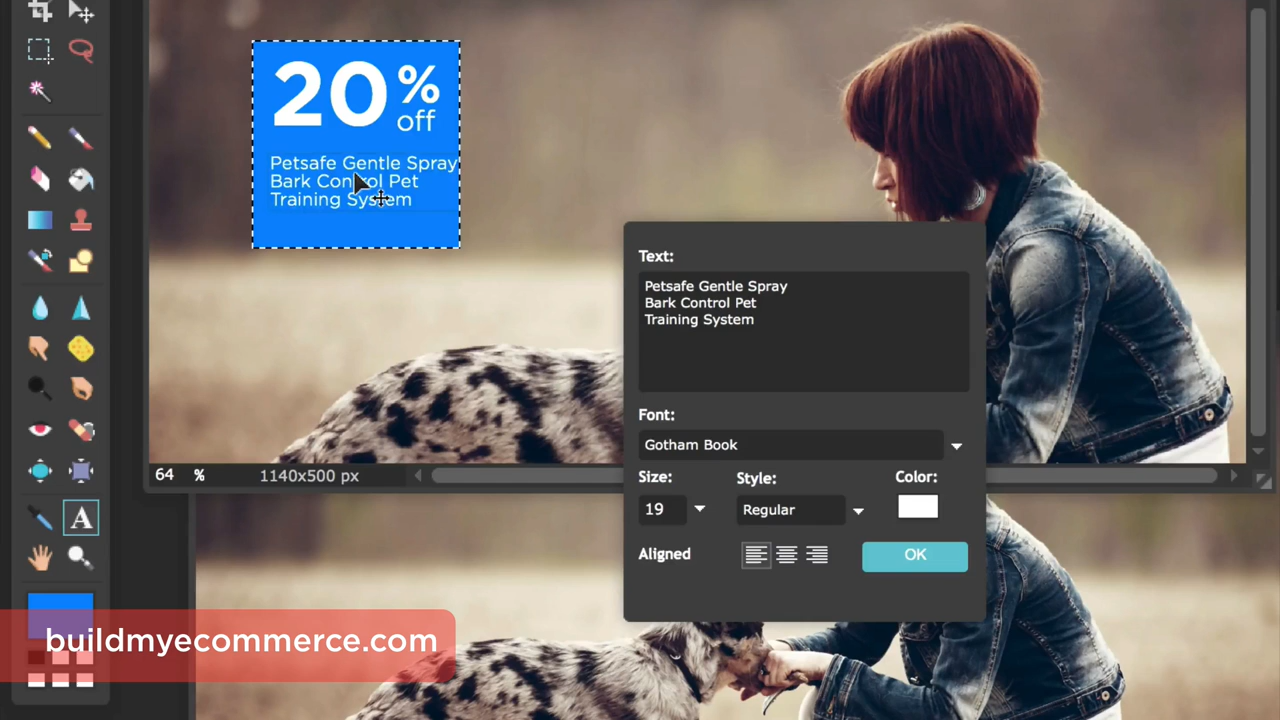 20%
off
Petsafe Gentle Spray
Bark Control Pet
Training System
Text:
Petsafe Gentle Spray
Bark Control Pet
Training System
Font:
Gotham Book
Size:
Style:
Color:
19
Regular
Aligned
OK
64 %
1140x500 px
A
buildmyecommerce.com